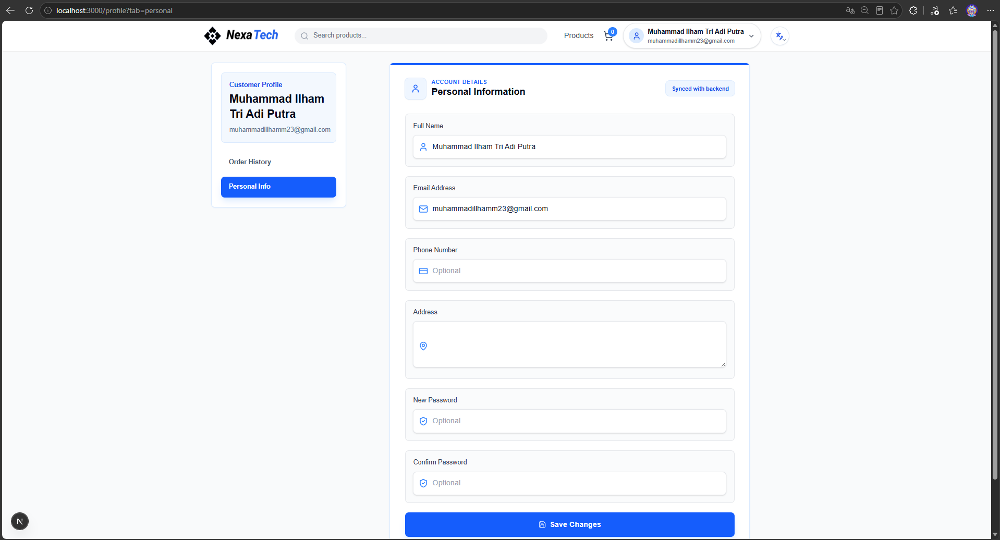 localhost:3000/profile?tab=personal
NexaTech
Search products...
Products
0
Muhammad Ilham Tri Adi Putra
muhammadillhamm23@gmail.com
Customer Profile
Muhammad Ilham
Tri Adi Putra
muhammadillhamm23@gmail.com
Order History
Personal Info
ACCOUNT DETAILS
Personal Information
Synced with backend
Full Name
Muhammad Ilham Tri Adi Putra
Email Address
muhammadillhamm23@gmail.com
Phone Number
Optional
Address
New Password
Optional
Confirm Password
Optional
Save Changes
N